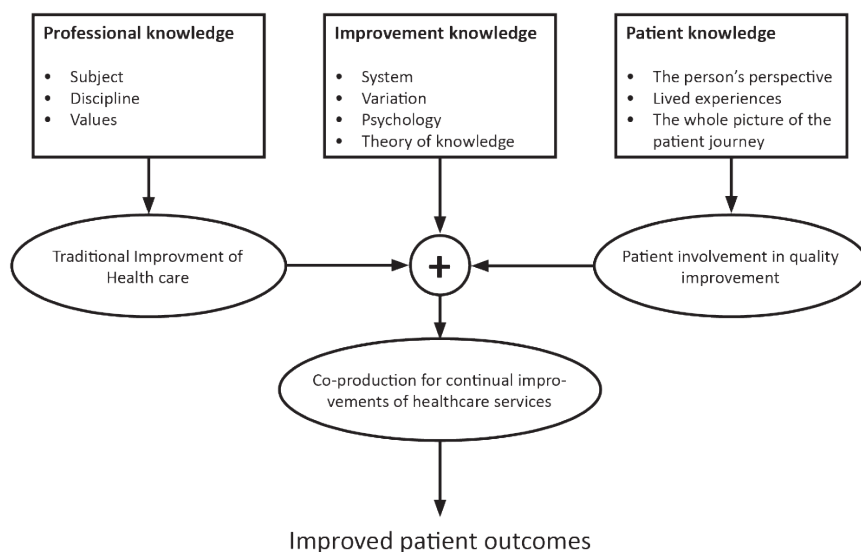 Professional knowledge
• Subject
• Discipline
• Values
Improvement knowledge
• System
• Variation
• Psychology
• Theory of knowledge
Patient knowledge
• The person's perspective
• Lived experiences
• The whole picture of the
patient journey
Traditional Improvment of
Health care
+
Patient involvement in quality
improvement
Co-production for continual impro-
vements of healthcare services
Improved patient outcomes